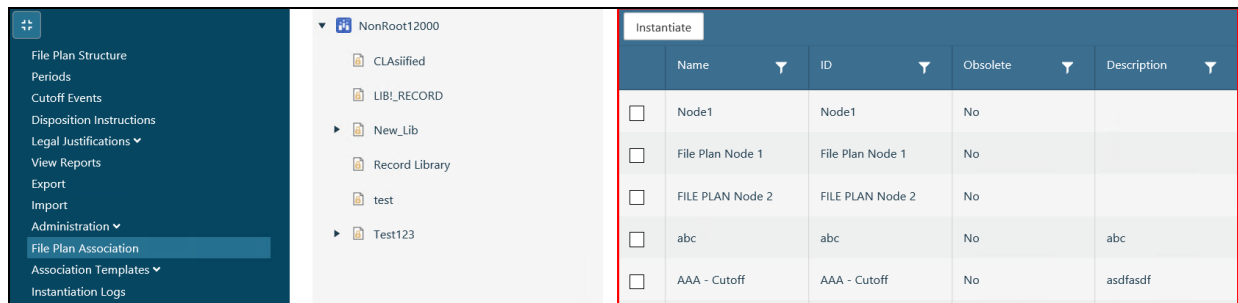 File Plan Structure
Periods
Cutoff Events
Disposition Instructions
Legal Justifications
View Reports
Export
Import
Administration
File Plan Association
Association Templates
Instantiation Logs
NonRoot12000
CLAsiified
LIB!_RECORD
New_Lib
Record Library
test
Test123
Instantiate
Name ID Obsolete Description
Node1 Node1 No
File Plan Node 1 File Plan Node 1 No
FILE PLAN Node 2 FILE PLAN Node 2 No
abc abc No abc
AAA - Cutoff AAA - Cutoff No asdfasdf